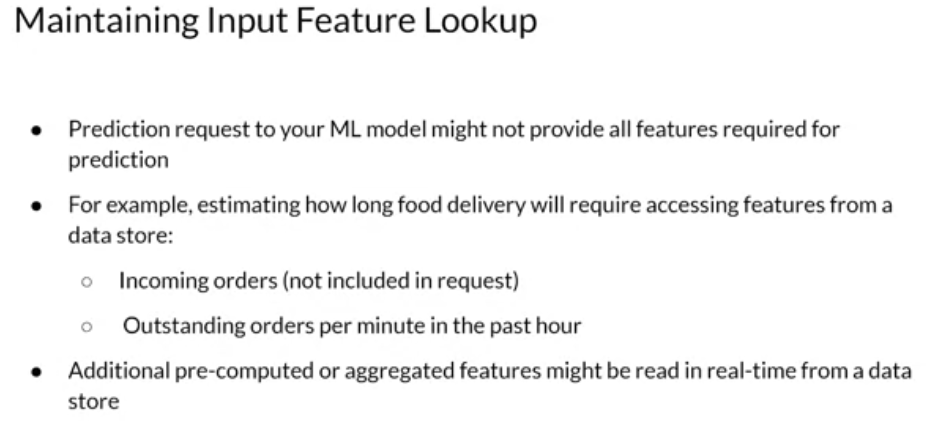 Maintaining Input Feature Lookup
● Prediction request to your ML model might not provide all features required for
prediction
● For example, estimating how long food delivery will require accessing features from a
data store:
○ Incoming orders (not included in request)
○ Outstanding orders per minute in the past hour
● Additional pre-computed or aggregated features might be read in real-time from a data
store